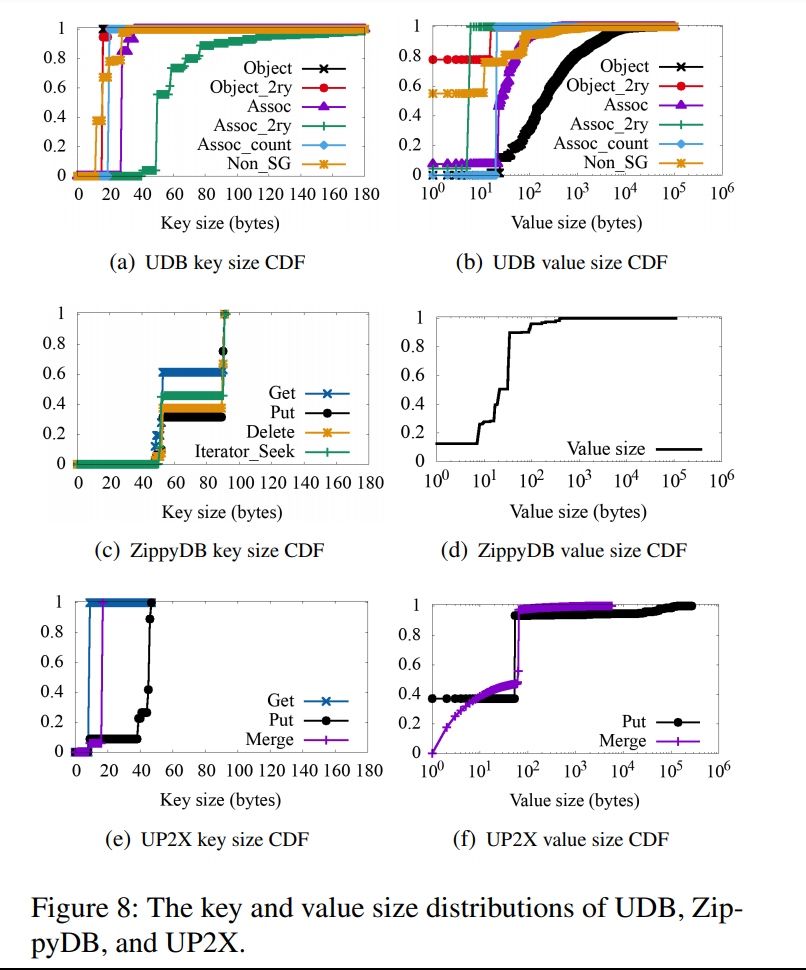 1
0.8
0.6
0.4
0.2
0
Object
Object_2ry
Assoc
Assoc_2ry
Assoc_count
Non_SG
0 20 40 60 80 100 120 140 160 180
Key size (bytes)
(a) UDB key size CDF
1
0.8
0.6
0.4
0.2
0
Object
Object_2ry
Assoc
Assoc_2ry
Assoc_count
Non_SG
10^0 10^1 10^2 10^3 10^4 10^5 10^6
Value size (bytes)
(b) UDB value size CDF
1
0.8
0.6
0.4
0.2
0
Get
Put
Delete
Iterator_Seek
0 20 40 60 80 100 120 140 160 180
Key size (bytes)
(c) ZippyDB key size CDF
1
0.8
0.6
0.4
0.2
0
Value size
10^0 10^1 10^2 10^3 10^4 10^5 10^6
Value size (bytes)
(d) ZippyDB value size CDF
1
0.8
0.6
0.4
0.2
0
Get
Put
Merge
0 20 40 60 80 100 120 140 160 180
Key size (bytes)
(e) UP2X key size CDF
1
0.8
0.6
0.4
0.2
0
Put
Merge
10^0 10^1 10^2 10^3 10^4 10^5 10^6
Value size (bytes)
(f) UP2X value size CDF
Figure 8: The key and value size distributions of UDB, Zip-
pyDB, and UP2X.